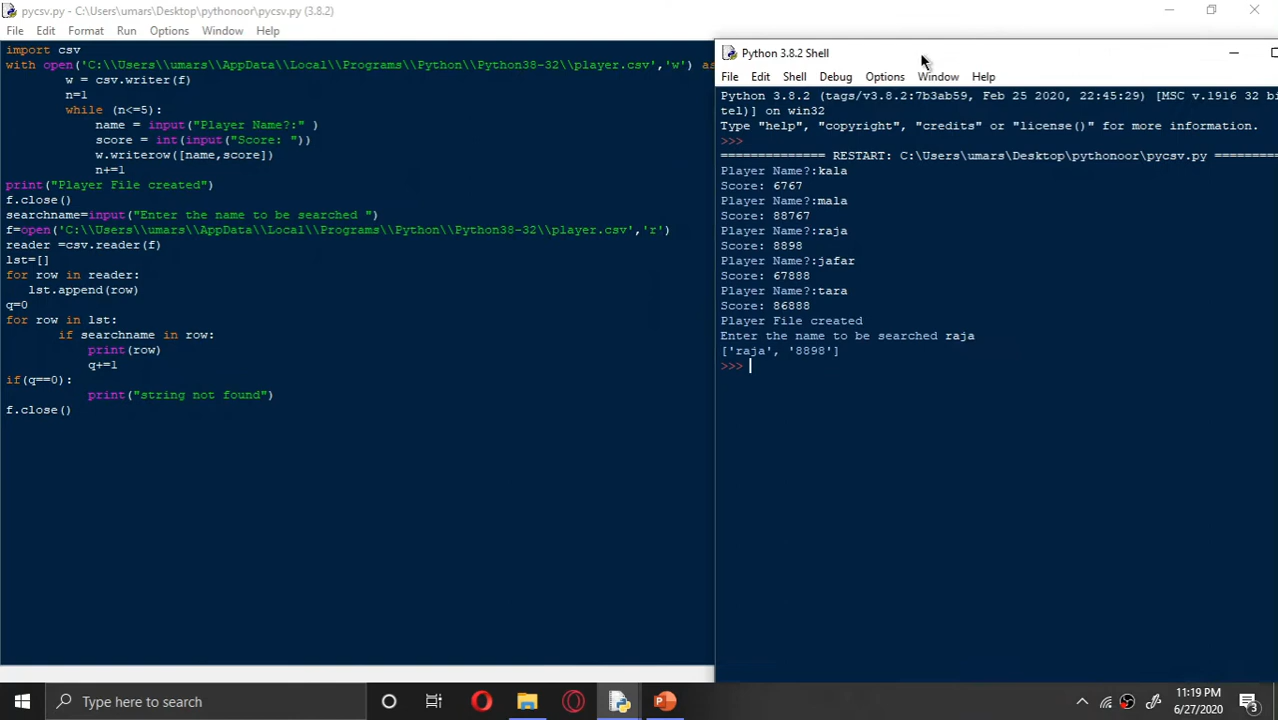 pycsv.py - C:\Users\umars\Desktop\pythonoor\pycsv.py (3.8.2)
File Edit Format Run Options Window Help
import csv
with open('C:\\Users\\umars\\AppData\\Local\\Programs\\Python\\Python38-32\\player.csv','w') as
w = csv.writer(f)
n=1
while (n<=5):
name = input("Player Name?:" )
score = int(input("Score: "))
w.writerow([name,score])
n+=1
print("Player File created")
f.close()
searchname=input("Enter the name to be searched ")
f=open('C:\\Users\\umars\\AppData\\Local\\Programs\\Python\\Python38-32\\player.csv','r')
reader =csv.reader(f)
lst=[]
for row in reader:
lst.append(row)
q=0
for row in lst:
if searchname in row:
print(row)
q+=1
if(q==0):
print("string not found")
f.close()
Python 3.8.2 Shell
File Edit Shell Debug Options Window Help
Python 3.8.2 (tags/v3.8.2:7b3ab59, Feb 25 2020, 22:45:29) [MSC v.1916 32 bi
tel)] on win32
Type "help", "copyright", "credits" or "license()" for more information.
>>>
============== RESTART: C:\Users\umars\Desktop\pythonoor\pycsv.py =========
Player Name?:kala
Score: 6767
Player Name?:mala
Score: 88767
Player Name?:raja
Score: 8898
Player Name?:jafar
Score: 67888
Player Name?:tara
Score: 86888
Player File created
Enter the name to be searched raja
['raja', '8898']
>>>
Type here to search
11:19 PM
6/27/2020
3